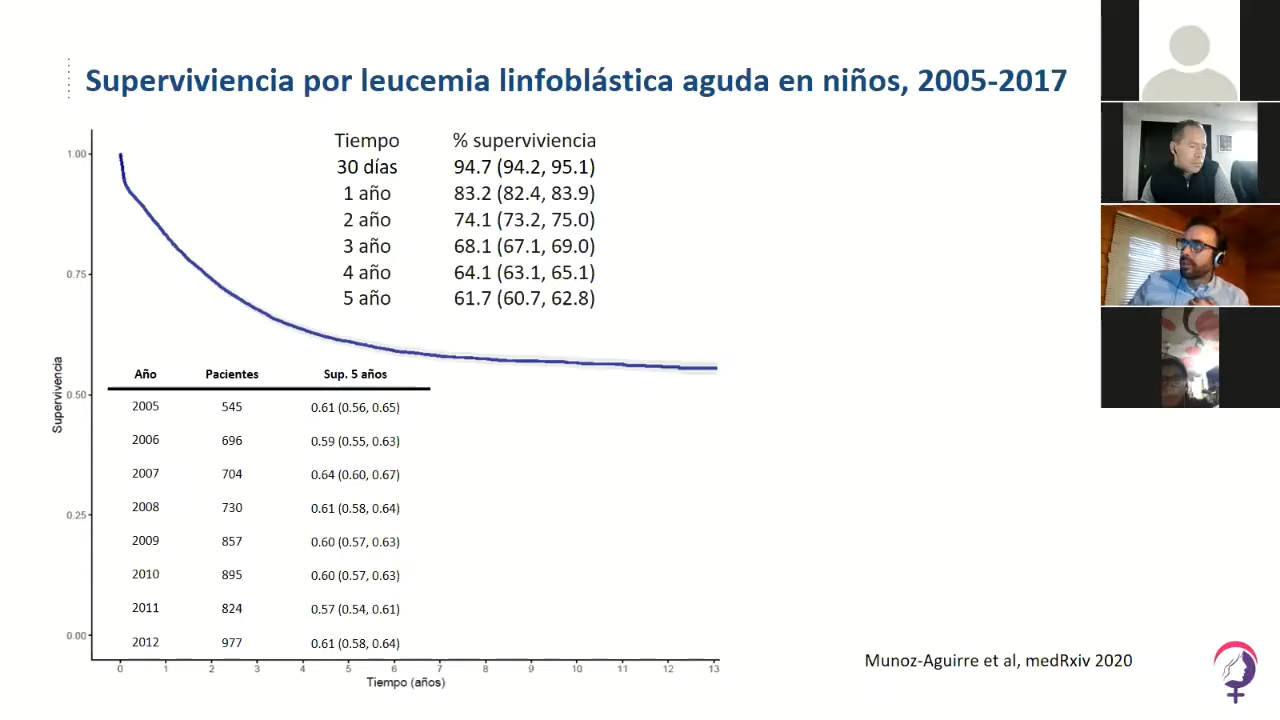 Superviviencia por leucemia linfoblástica aguda en niños, 2005-2017
Tiempo % superviviencia
30 días 94.7 (94.2, 95.1)
1 año 83.2 (82.4, 83.9)
2 año 74.1 (73.2, 75.0)
3 año 68.1 (67.1, 69.0)
4 año 64.1 (63.1, 65.1)
5 año 61.7 (60.7, 62.8)
1.00
0.75
0.50
0.25
0.00
Supervivencia
Año Pacientes Sup. 5 años
2005 545 0.61 (0.56, 0.65)
2006 696 0.59 (0.55, 0.63)
2007 704 0.64 (0.60, 0.67)
2008 730 0.61 (0.58, 0.64)
2009 857 0.60 (0.57, 0.63)
2010 895 0.60 (0.57, 0.63)
2011 824 0.57 (0.54, 0.61)
2012 977 0.61 (0.58, 0.64)
0 1 2 3 4 5 6 7 8 9 10 11 12 13
Tiempo (años)
Munoz-Aguirre et al, medRxiv 2020